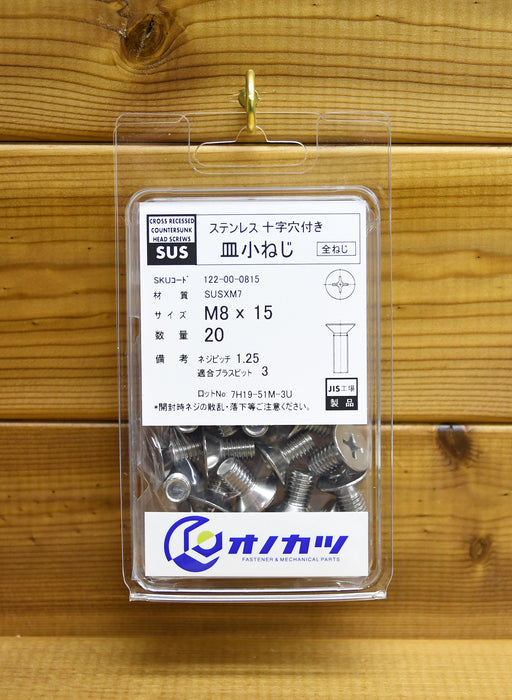 CROSS RECESSED
COUNTERSUNK
HEAD SCREWS
SUS
ステンレス 十字穴付き
皿小ねじ
全ねじ
SKUコード 122-00-0815
材質 SUSXM7
サイズ M8 x 15
数量 20
備考 ネジピッチ 1.25
適合プラスビット 3
JIS工場
製品
ロットNo: 7H19-51M-3U
*開封時ネジの散乱・落下等ご注意ください。
オノカツ
FASTENER & MECHANICAL PARTS